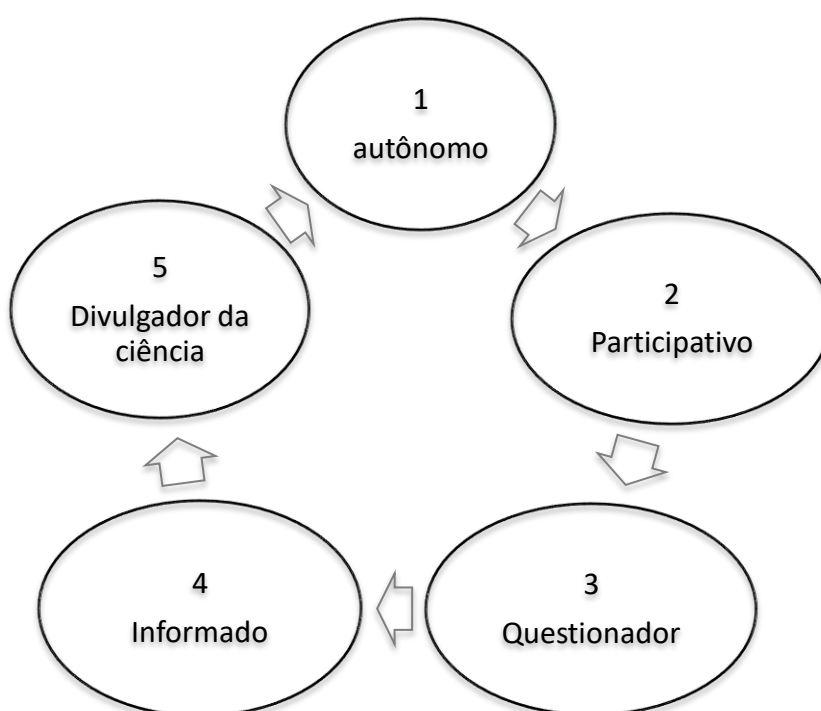 1
autônomo
2
Participativo
3
Questionador
4
Informado
5
Divulgador da
ciência